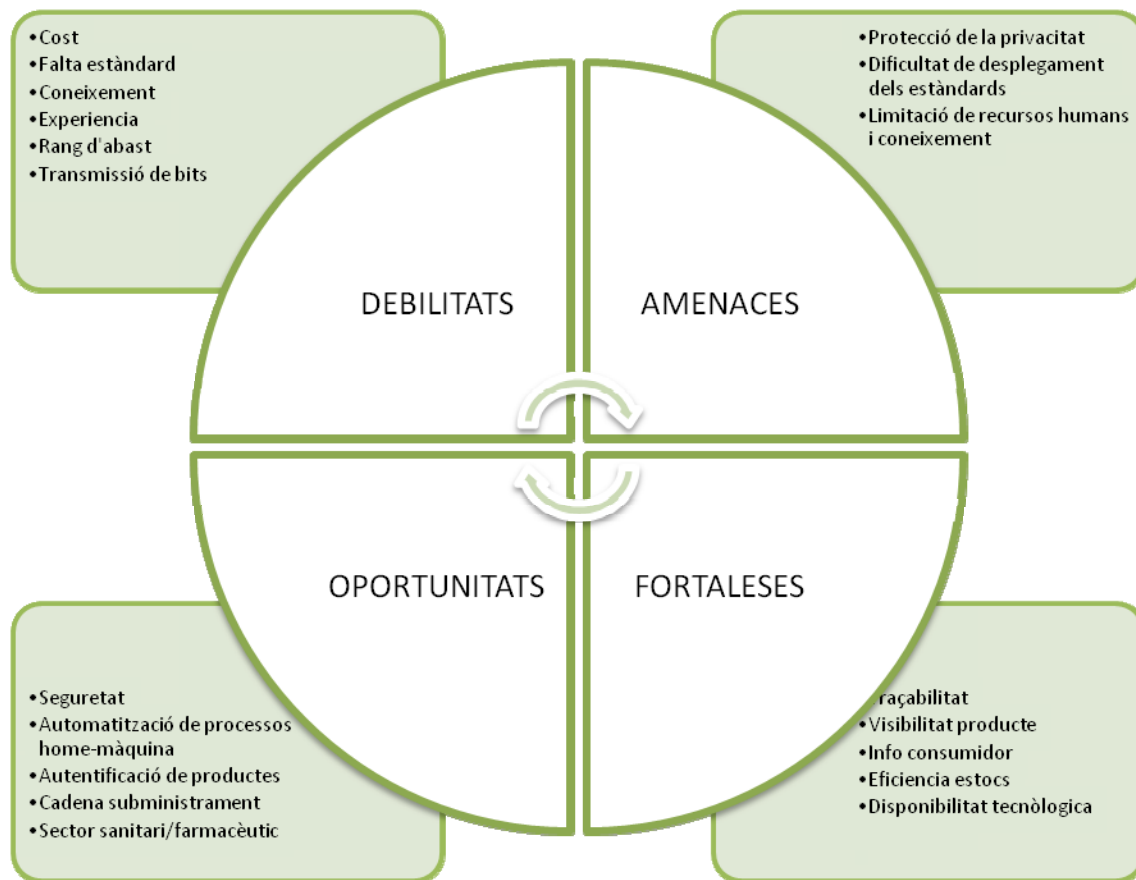 •Cost
•Falta estàndard
•Coneixement
•Experiencia
•Rang d'abast
•Transmissió de bits
•Protecció de la privacitat
•Dificultat de desplegament
dels estàndards
•Limitació de recursos humans
i coneixement
DEBILITATS
AMENACES
OPORTUNITATS
FORTALESES
•Seguretat
•Automatització de processos
home-màquina
•Autentificació de productes
•Cadena subministrament
•Sector sanitari/farmacèutic
raçabilitat
•Visibilitat producte
•Info consumidor
•Eficiencia estocs
•Disponibilitat tecnològica